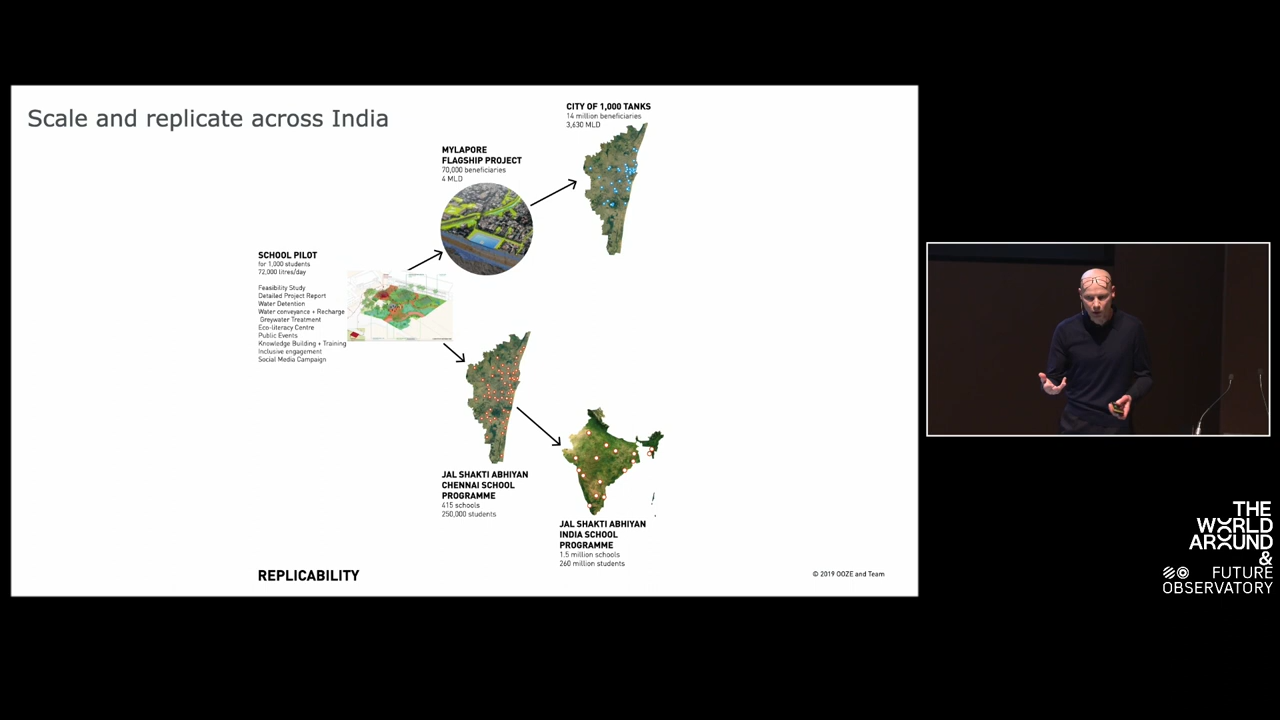 Scale and replicate across India
CITY OF 1,000 TANKS
14 million beneficiaries
3,630 MLD
MYLAPORE
FLAGSHIP PROJECT
70,000 beneficiaries
4 MLD
SCHOOL PILOT
for 1,000 students
72,000 litres/day
Feasibility Study
Detailed Project Report
Water Detention
Water conveyance + Recharge
Greywater Treatment
Eco-literacy Centre
Public Events
Knowledge Building + Training
Inclusive engagement
Social Media Campaign
JAL SHAKTI ABHIYAN
CHENNAI SCHOOL
PROGRAMME
415 schools
250,000 students
JAL SHAKTI ABHIYAN
INDIA SCHOOL
PROGRAMME
1.5 million schools
260 million students
REPLICABILITY
© 2019 OOZE and Team
THE
WORLD
AROUND
&
FUTURE
OBSERVATORY